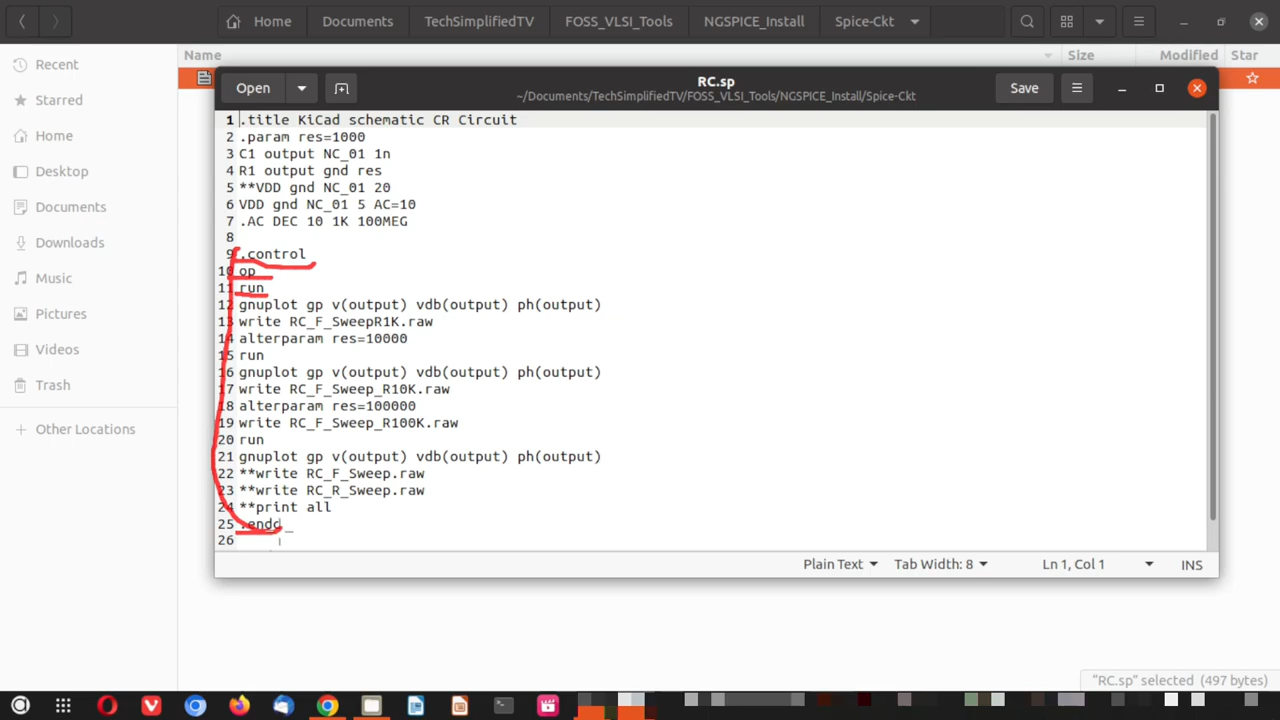 Home
Documents
TechSimplifiedTV
FOSS_VLSI_Tools
NGSPICE_Install
Spice-Ckt
Name
Size
Modified
Star
Recent
Starred
Home
Desktop
Documents
Downloads
Music
Pictures
Videos
Trash
Other Locations
Open
RC.sp
~/Documents/TechSimplifiedTV/FOSS_VLSI_Tools/NGSPICE_Install/Spice-Ckt
Save
1 .title KiCad schematic CR Circuit
2 .param res=1000
3 C1 output NC_01 1n
4 R1 output gnd res
5 **VDD gnd NC_01 20
6 VDD gnd NC_01 5 AC=10
7 .AC DEC 10 1K 100MEG
8
9 .control
10 op
11 run
12 gnuplot gp v(output) vdb(output) ph(output)
13 write RC_F_SweepR1K.raw
14 alterparam res=10000
15 run
16 gnuplot gp v(output) vdb(output) ph(output)
17 write RC_F_Sweep_R10K.raw
18 alterparam res=100000
19 write RC_F_Sweep_R100K.raw
20 run
21 gnuplot gp v(output) vdb(output) ph(output)
22 **write RC_F_Sweep.raw
23 **write RC_R_Sweep.raw
24 **print all
25 .endc
26
Plain Text
Tab Width: 8
Ln 1, Col 1
INS
"RC.sp" selected (497 bytes)